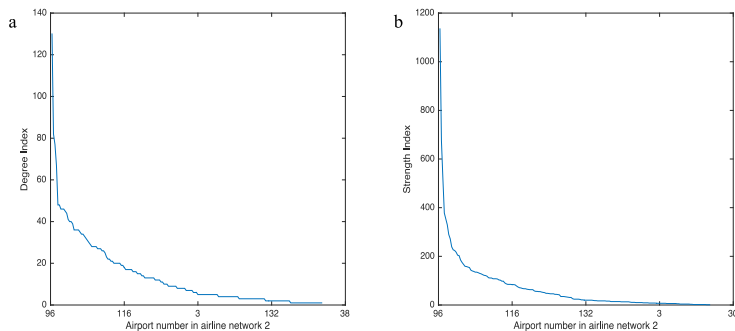 a
140
120
100
80
60
40
20
0
Degree Index
96 116 3 132 38
Airport number in airline network 2
b
1200
1000
800
600
400
200
0
Strength Index
96 116 132 3 30
Airport number in airline network 2